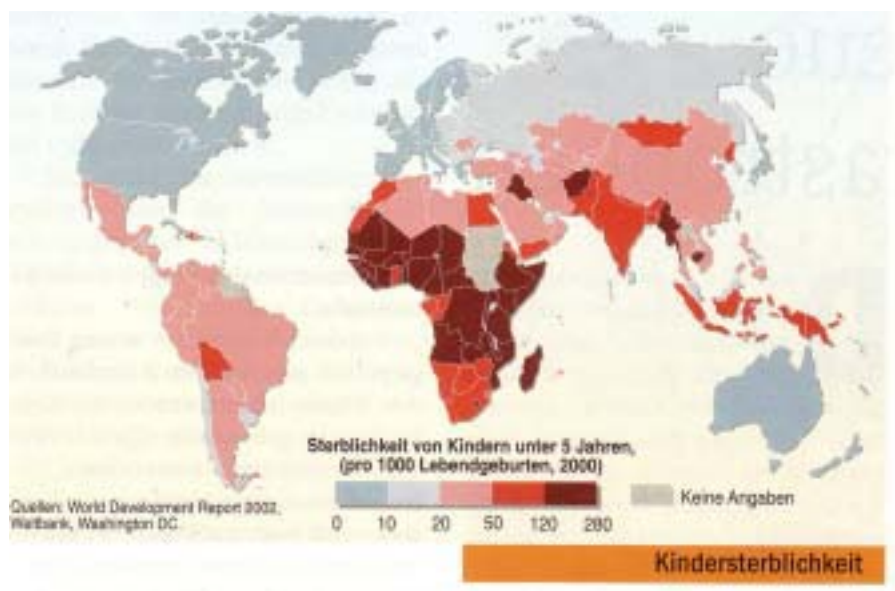 Sterblichkeit von Kindern unter 5 Jahren,
(pro 1000 Lebendgeburten, 2000)
0 10 20 50 120 280
Keine Angaben
Quellen: World Development Report 2002,
Weltbank, Washington DC.
Kindersterblichkeit